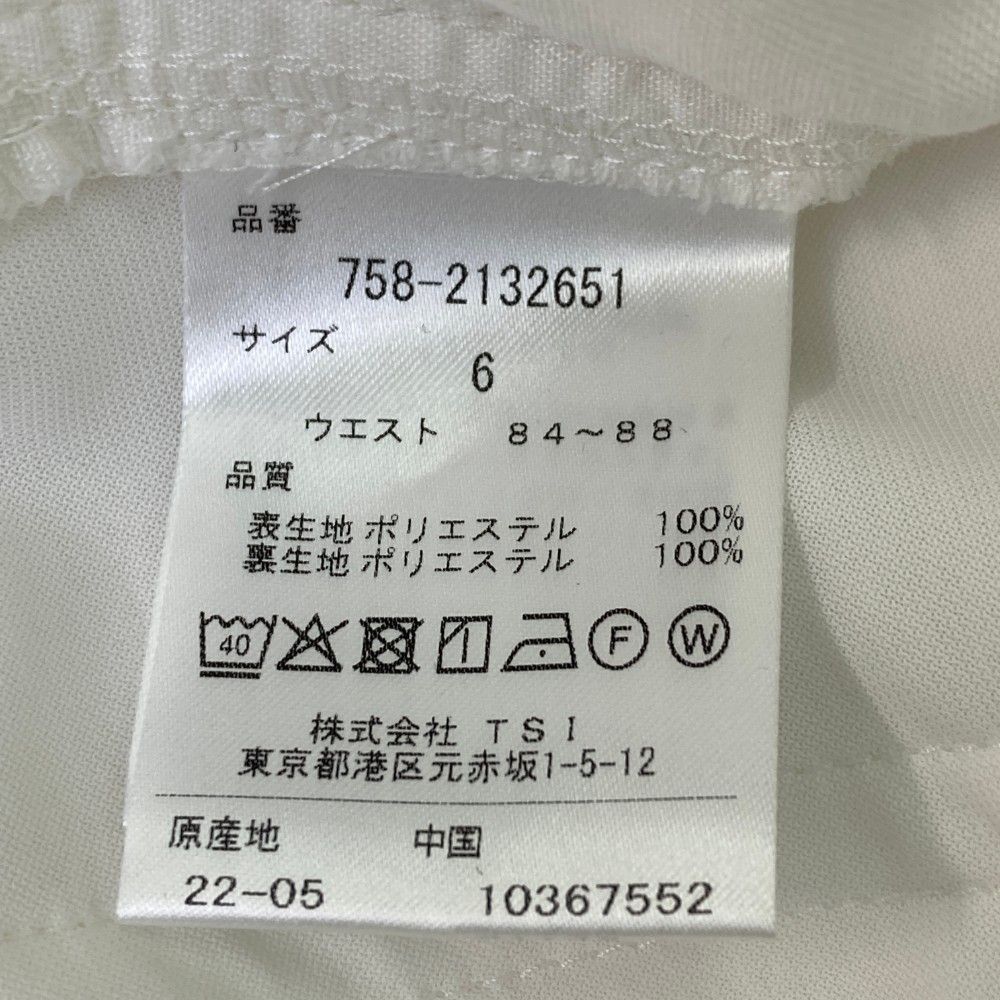 品番
758-2132651
サイズ
6
ウエスト 84～88
品質
表生地 ポリエステル 100%
裏生地 ポリエステル 100%
40 F W
株式会社 TSI
東京都港区元赤坂1-5-12
原産地 中国
22-05 10367552